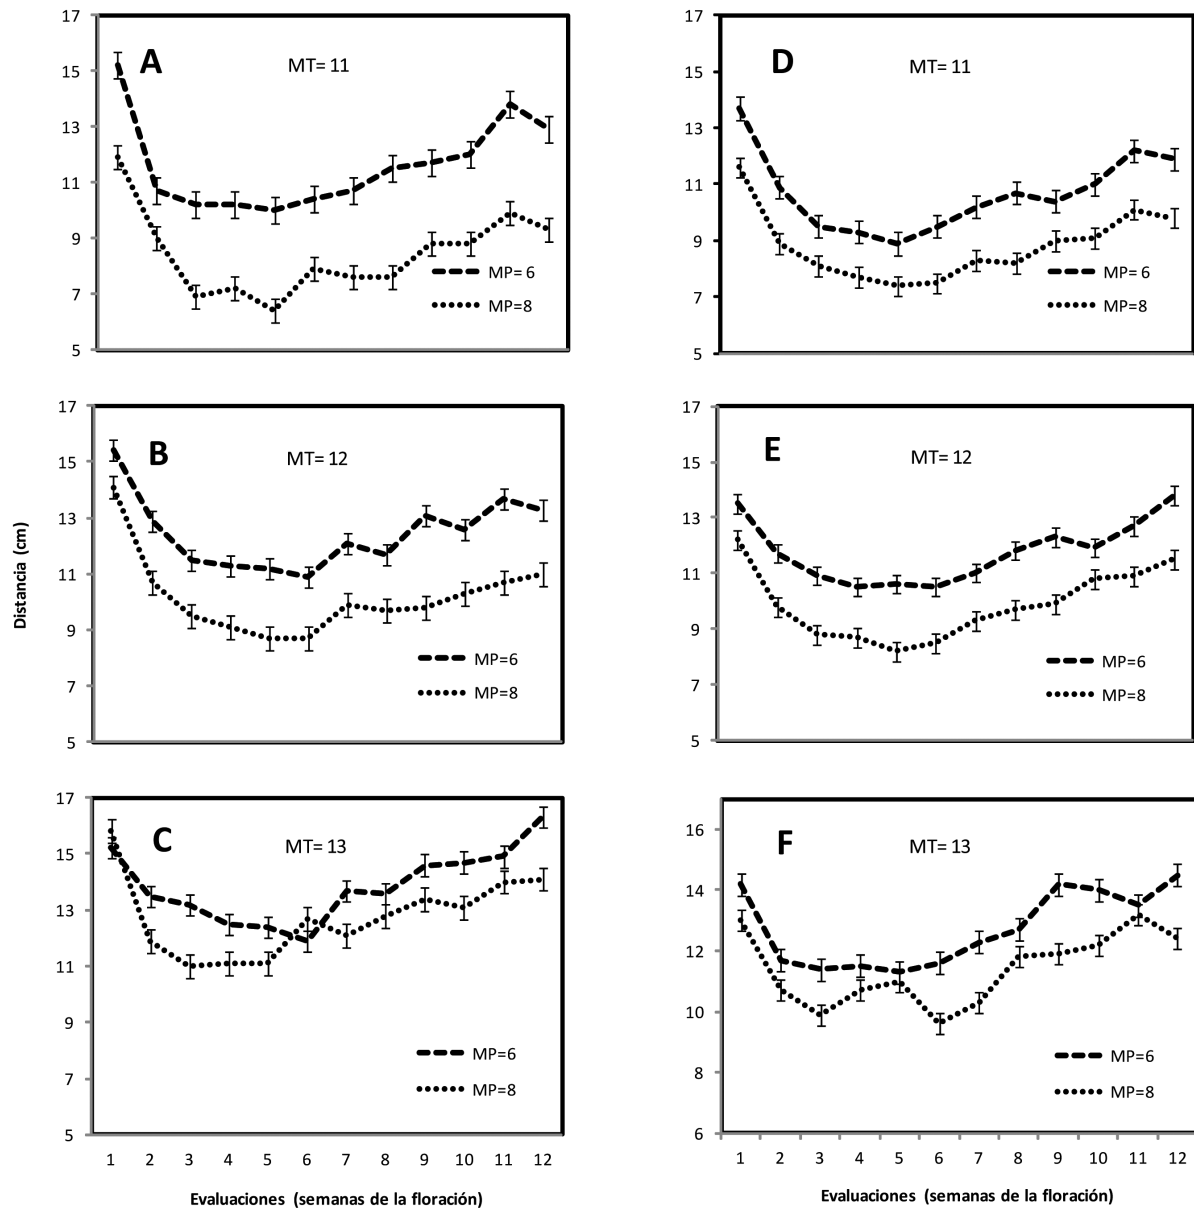 17
15
13
11
9
7
5
A
MT= 11
MP= 6
MP=8
17
15
13
11
9
7
5
D
MT= 11
MP= 6
MP=8
Distancia (cm)
17
15
13
11
9
7
5
B
MT= 12
MP=6
MP=8
17
15
13
11
9
7
5
E
MT= 12
MP=6
MP=8
17
15
13
11
9
7
5
C
MT= 13
MP=6
MP=8
1 2 3 4 5 6 7 8 9 10 11 12
Evaluaciones (semanas de la floración)
16
14
12
10
8
6
F
MT= 13
MP=6
MP=8
1 2 3 4 5 6 7 8 9 10 11 12
Evaluaciones (semanas de la floración)